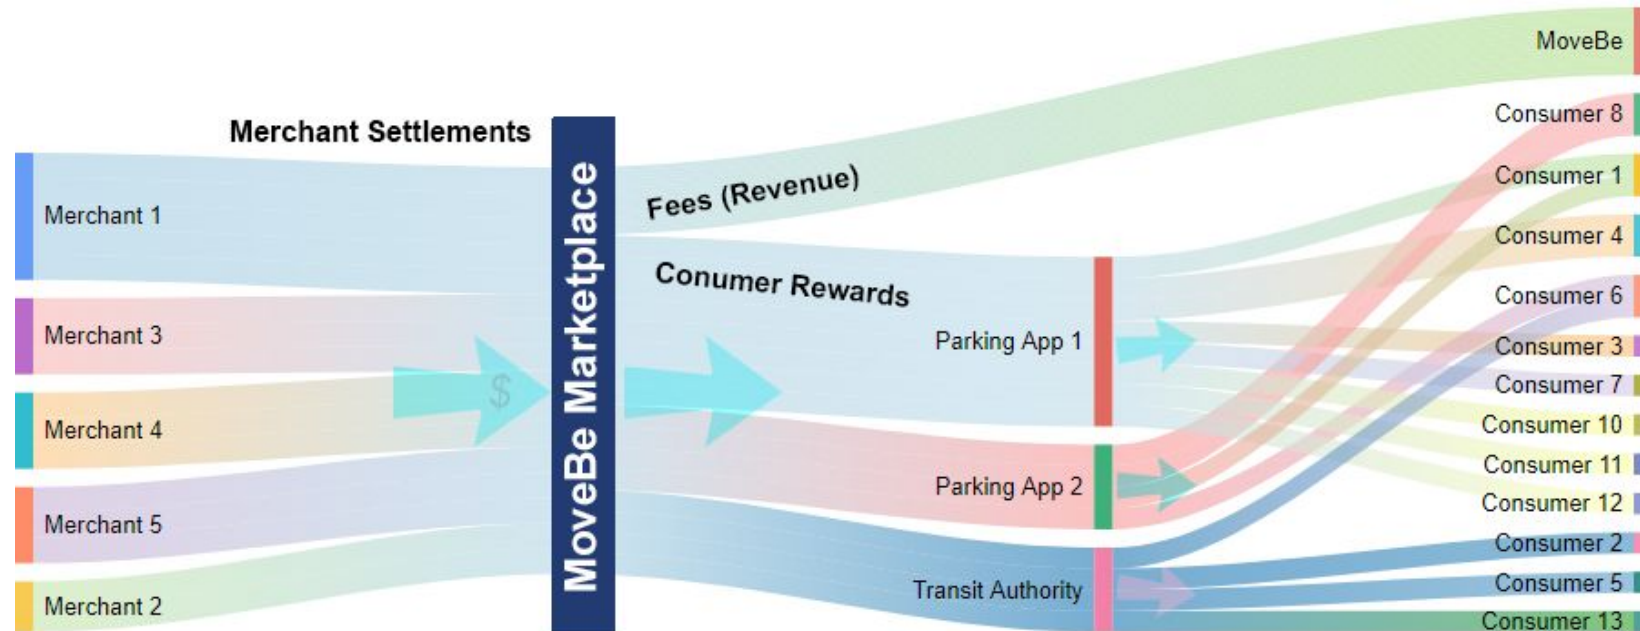 MoveBe
Consumer 8
Merchant Settlements
Consumer 1
Fees (Revenue)
Merchant 1
Consumer 4
Conumer Rewards
Consumer 6
Merchant 3
Parking App 1
Consumer 3
$
MoveBe Marketplace
Consumer 7
Merchant 4
Consumer 10
Consumer 11
Parking App 2
Consumer 12
Merchant 5
Consumer 2
Consumer 5
Transit Authority
Merchant 2
Consumer 13